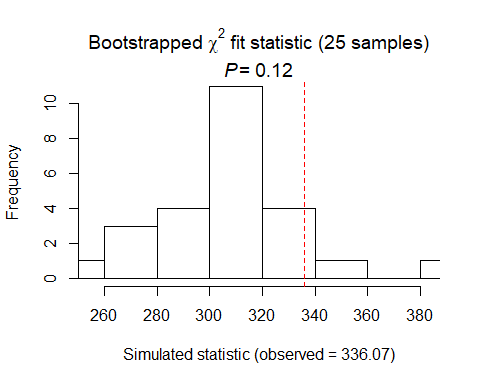 Bootstrapped χ² fit statistic (25 samples)
P = 0.12
Frequency
10
8
6
4
2
0
260 280 300 320 340 360 380
Simulated statistic (observed = 336.07)